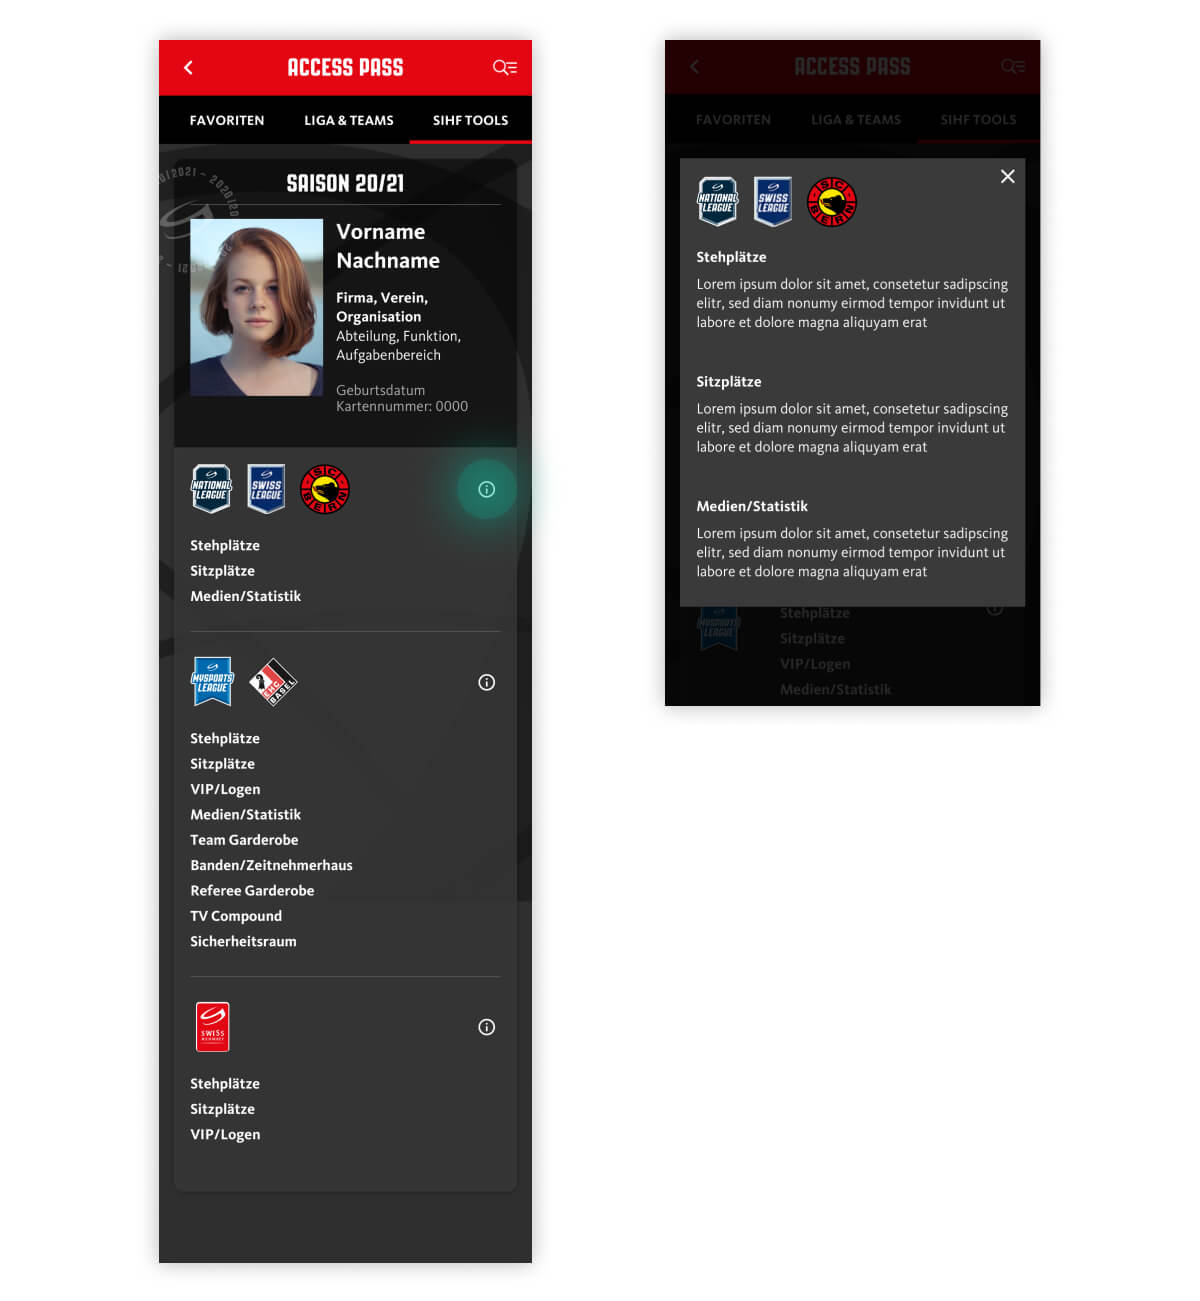 ACCESS PASS
FAVORITEN
LIGA & TEAMS
SIHF TOOLS
SAISON 20/21
Vorname
Nachname
Firma, Verein,
Organisation
Abteilung, Funktion,
Aufgabenbereich
Geburtsdatum
Kartennummer: 0000
NATIONAL
LEAGUE
SWISS
LEAGUE
SC
BERN
Stehplätze
Sitzplätze
Medien/Statistik
MYSPORTS
LEAGUE
EHC
BASEL
Stehplätze
Sitzplätze
VIP/Logen
Medien/Statistik
Team Garderobe
Banden/Zeitnehmerhaus
Referee Garderobe
TV Compound
Sicherheitsraum
SWISS
Stehplätze
Sitzplätze
VIP/Logen
ACCESS PASS
FAVORITEN
LIGA & TEAMS
SIHF TOOLS
NATIONAL
LEAGUE
SWISS
LEAGUE
SC
BERN
Stehplätze
Lorem ipsum dolor sit amet, consetetur sadipscing
elitr, sed diam nonumy eirmod tempor invidunt ut
labore et dolore magna aliquyam erat
Sitzplätze
Lorem ipsum dolor sit amet, consetetur sadipscing
elitr, sed diam nonumy eirmod tempor invidunt ut
labore et dolore magna aliquyam erat
Medien/Statistik
Lorem ipsum dolor sit amet, consetetur sadipscing
elitr, sed diam nonumy eirmod tempor invidunt ut
labore et dolore magna aliquyam erat
MYSPORTS
LEAGUE
Stehplätze
Sitzplätze
VIP/Logen
Medien/Statistik